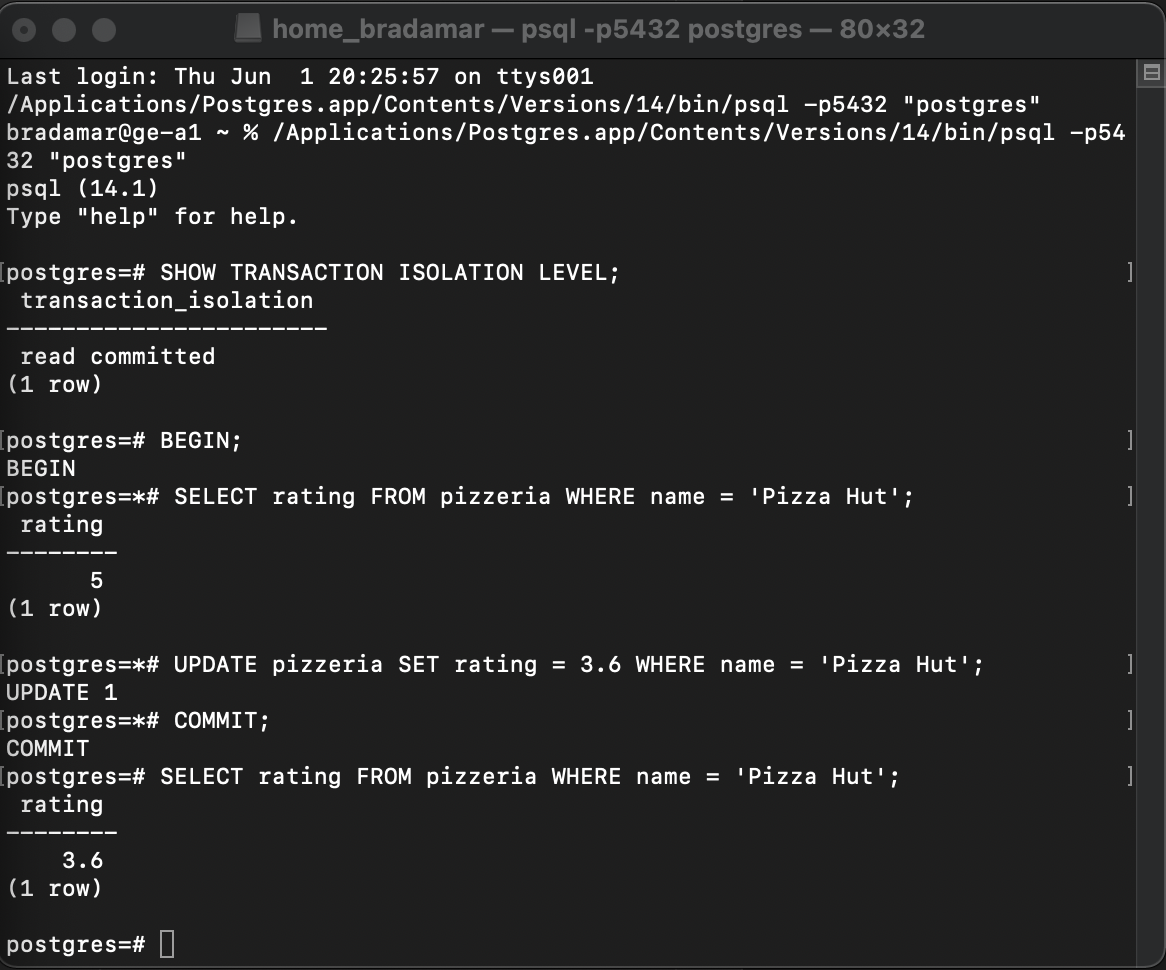 home_bradamar — psql -p5432 postgres — 80×32
Last login: Thu Jun  1 20:25:57 on ttys001
/Applications/Postgres.app/Contents/Versions/14/bin/psql -p5432 "postgres"
bradamar@ge-a1 ~ % /Applications/Postgres.app/Contents/Versions/14/bin/psql -p54
32 "postgres"
psql (14.1)
Type "help" for help.
[postgres=# SHOW TRANSACTION ISOLATION LEVEL; ]
 transaction_isolation
-----------------------
 read committed
(1 row)
[postgres=# BEGIN; ]
BEGIN
[postgres=*# SELECT rating FROM pizzeria WHERE name = 'Pizza Hut'; ]
 rating
--------
      5
(1 row)
[postgres=*# UPDATE pizzeria SET rating = 3.6 WHERE name = 'Pizza Hut'; ]
UPDATE 1
[postgres=*# COMMIT; ]
COMMIT
[postgres=# SELECT rating FROM pizzeria WHERE name = 'Pizza Hut'; ]
 rating
--------
    3.6
(1 row)
postgres=#